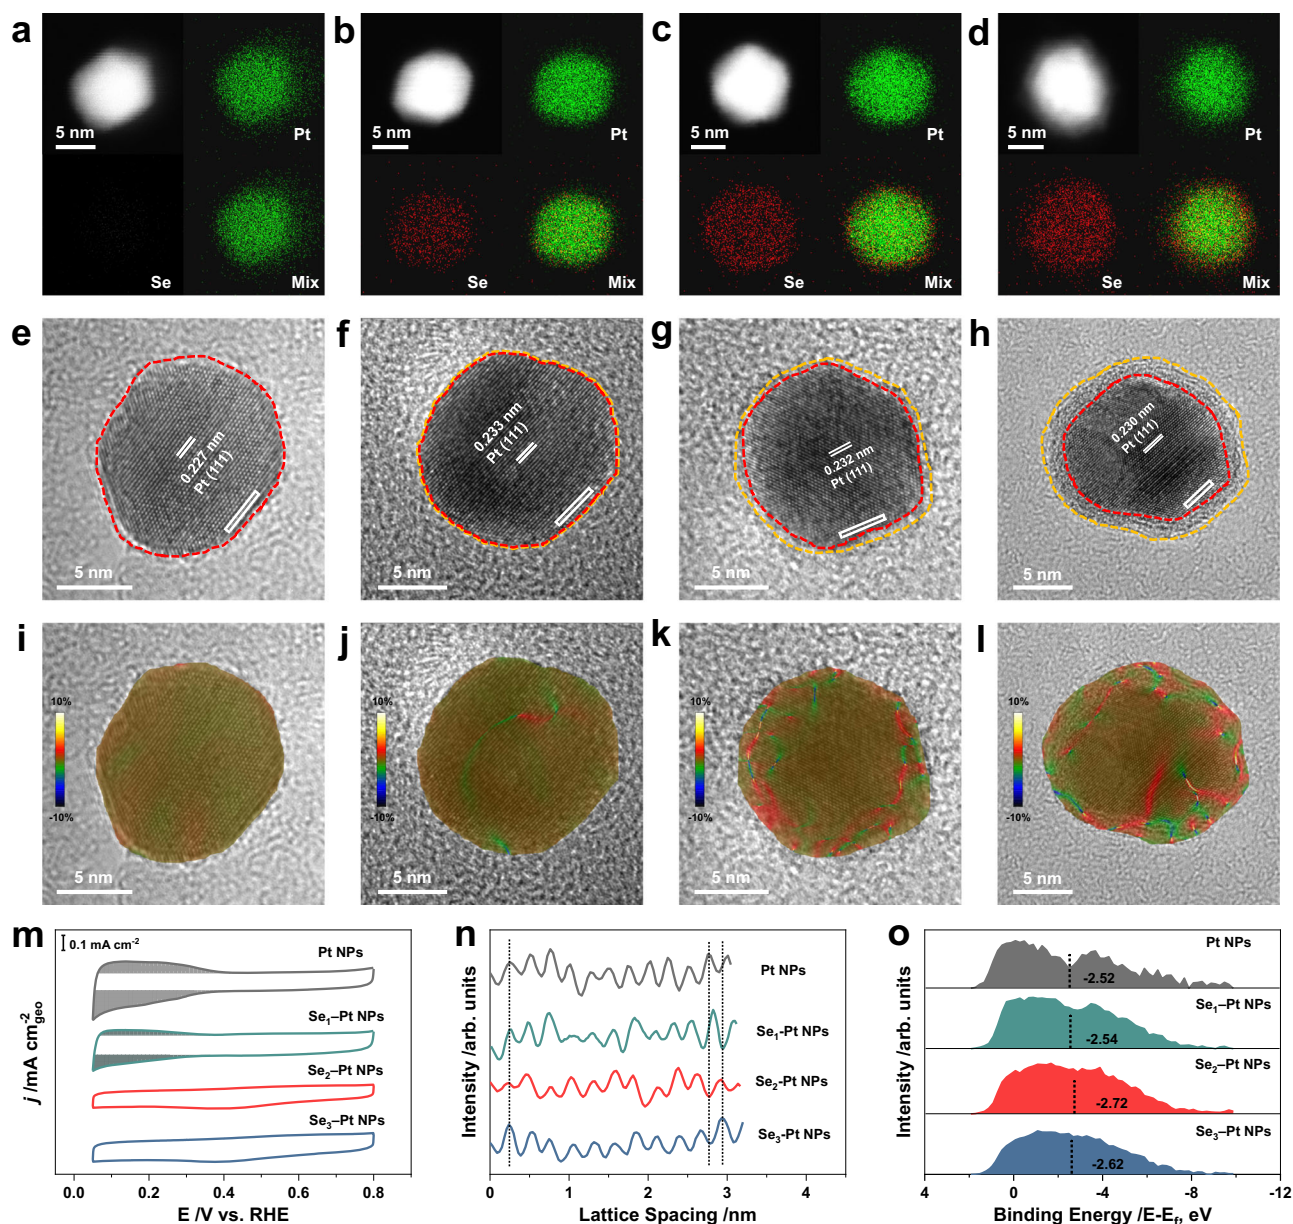 a
b
c
d
5 nm
Pt
5 nm
Pt
5 nm
Pt
5 nm
Pt
Se
Mix
Se
Mix
Se
Mix
Se
Mix
e
f
g
h
0.227 nm
Pt (111)
0.233 nm
Pt (111)
0.232 nm
Pt (111)
0.230 nm
Pt (111)
5 nm
5 nm
5 nm
5 nm
i
j
k
l
10%
-10%
10%
-10%
10%
-10%
10%
-10%
5 nm
5 nm
5 nm
5 nm
m
0.1 mA cm⁻²
Pt NPs
Se₁–Pt NPs
Se₂–Pt NPs
Se₃–Pt NPs
j /mA cm⁻²geo
0.0 0.2 0.4 0.6 0.8
E /V vs. RHE
n
Pt NPs
Se₁-Pt NPs
Se₂-Pt NPs
Se₃-Pt NPs
Intensity /arb. units
0 1 2 3 4
Lattice Spacing /nm
o
Pt NPs
-2.52
Se₁–Pt NPs
-2.54
Se₂–Pt NPs
-2.72
Se₃–Pt NPs
-2.62
Intensity /arb. units
4 0 -4 -8 -12
Binding Energy /E-Ef, eV